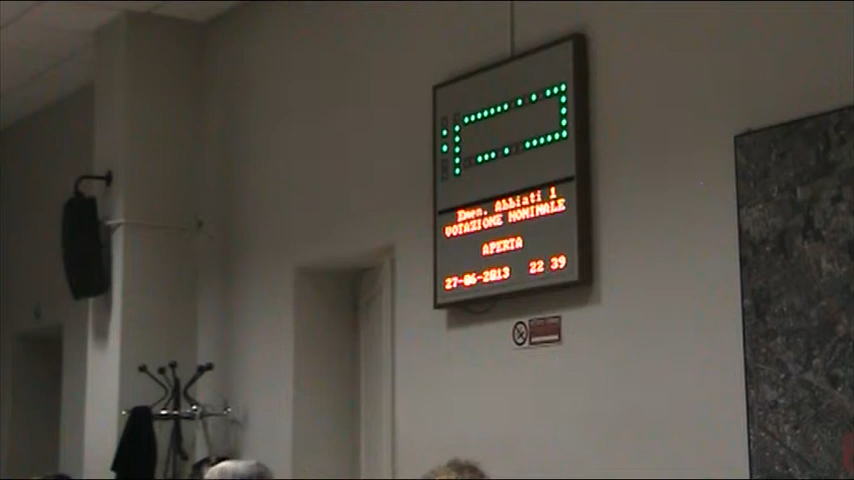 Emen. Abbiati 1
VOTAZIONE NOMINALE
APERTA
27-06-2013 22 39